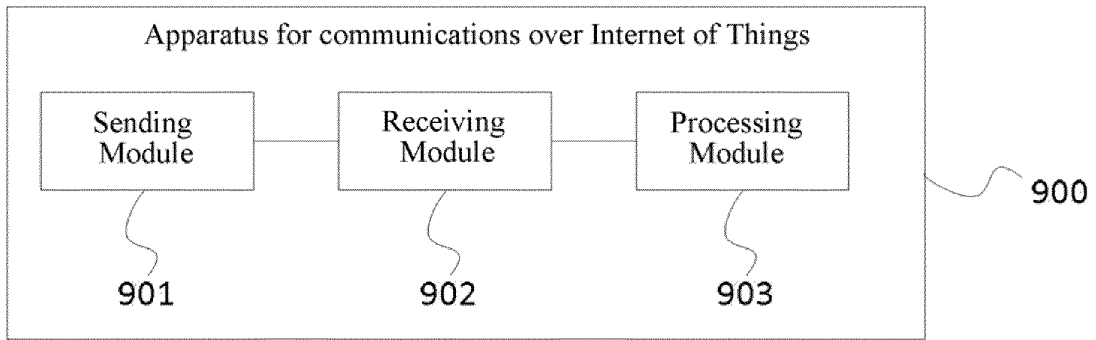 Apparatus for communications over Internet of Things
Sending
Module
Receiving
Module
Processing
Module
900
901
902
903